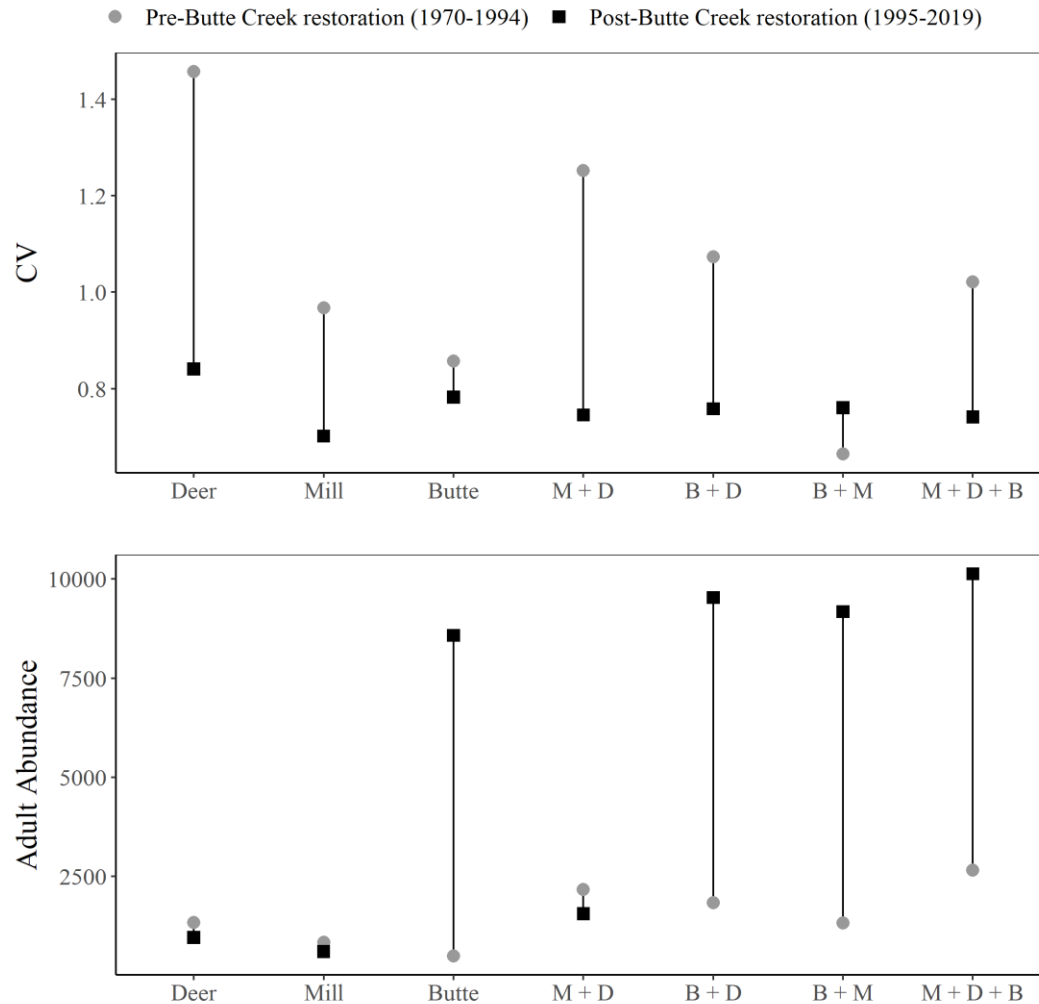 Pre-Butte Creek restoration (1970-1994) Post-Butte Creek restoration (1995-2019)
CV
1.4
1.2
1.0
0.8
Deer Mill Butte M + D B + D B + M M + D + B
Adult Abundance
10000
7500
5000
2500
Deer Mill Butte M + D B + D B + M M + D + B